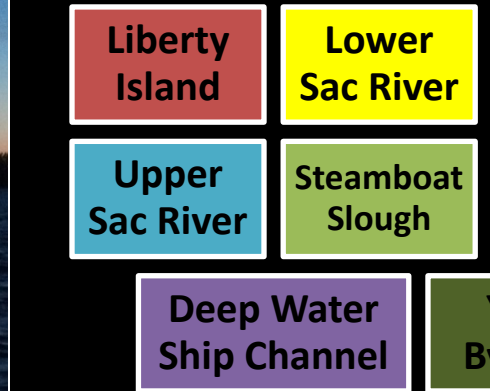 Liberty
Island
Lower
Sac River
Upper
Sac River
Steamboat
Slough
Deep Water
Ship Channel